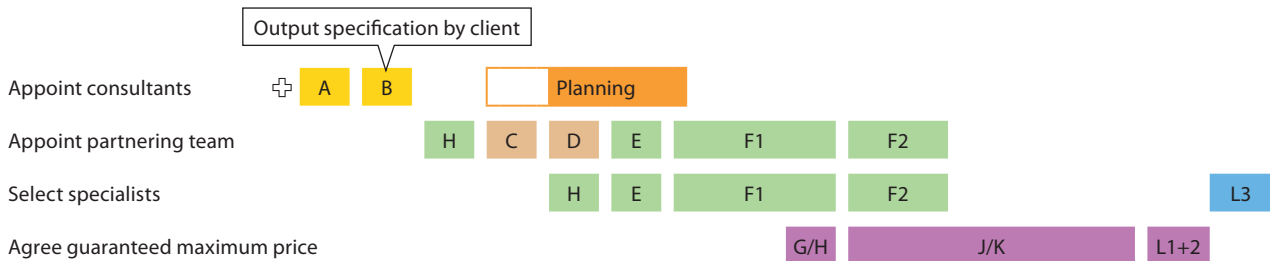 Output specification by client
Appoint consultants A B Planning
Appoint partnering team H C D E F1 F2
Select specialists H E F1 F2 L3
Agree guaranteed maximum price G/H J/K L1+2